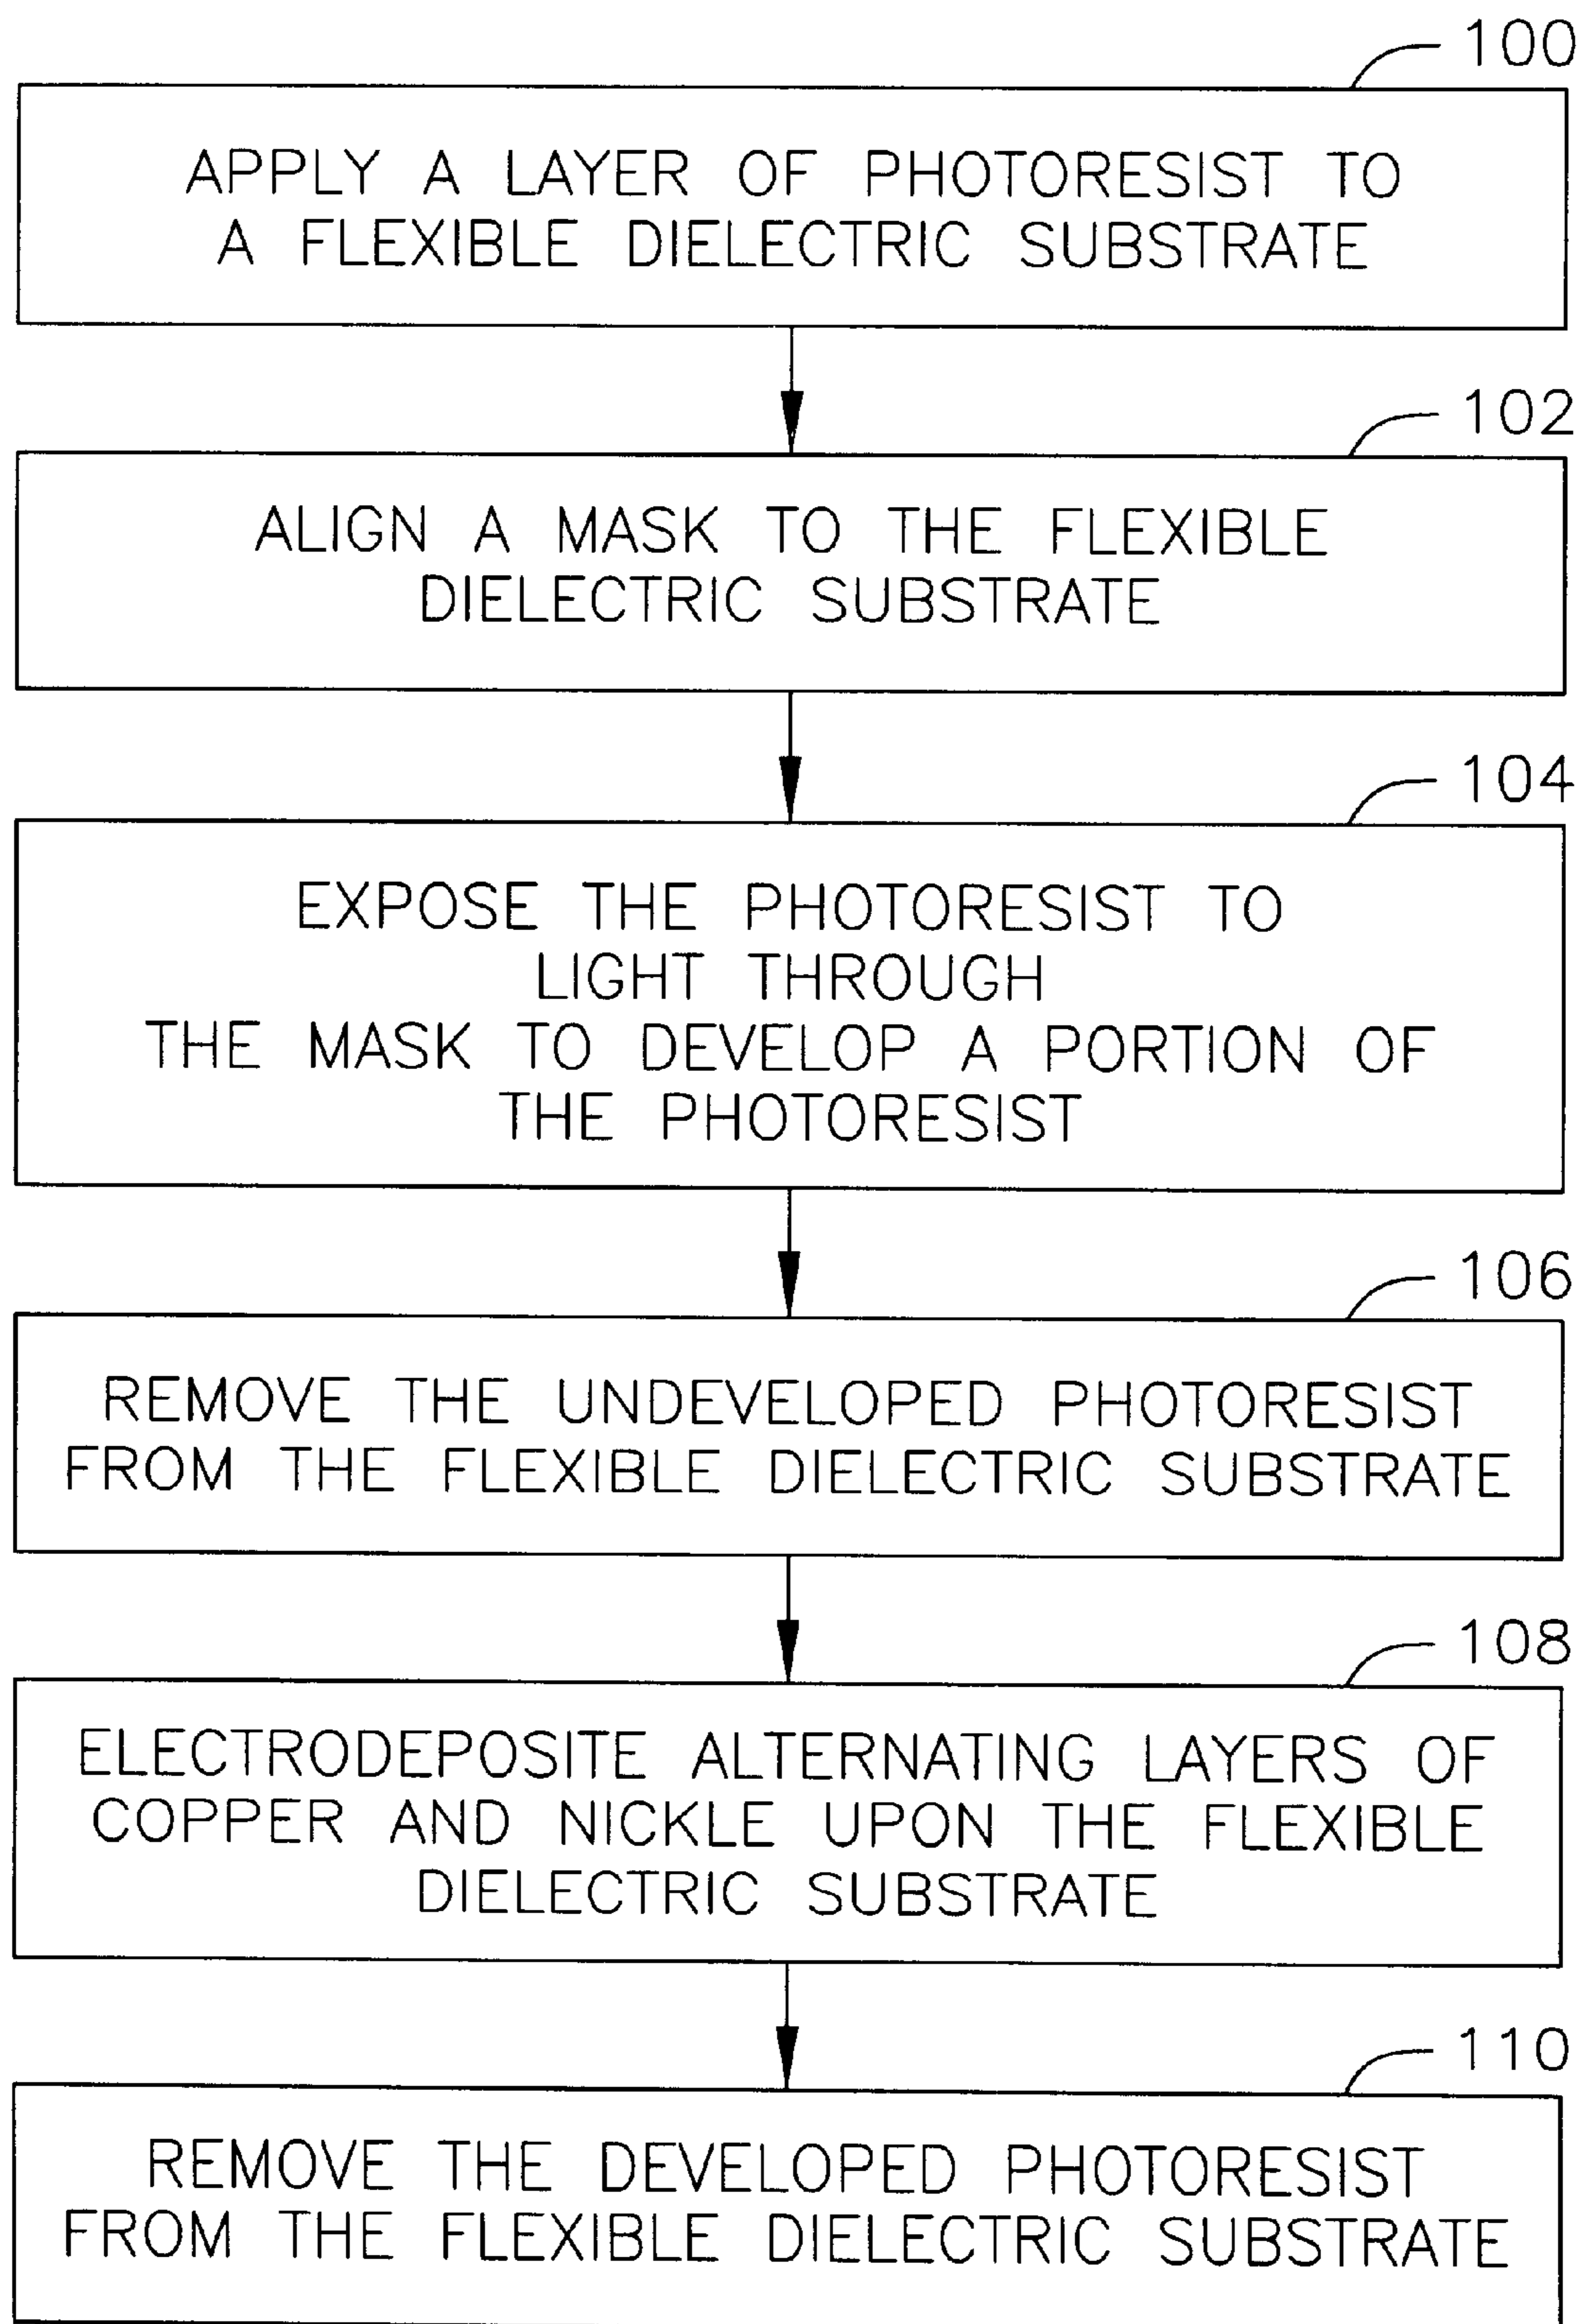 100
APPLY A LAYER OF PHOTORESIST TO
A FLEXIBLE DIELECTRIC SUBSTRATE
102
ALIGN A MASK TO THE FLEXIBLE
DIELECTRIC SUBSTRATE
104
EXPOSE THE PHOTORESIST TO
LIGHT THROUGH
THE MASK TO DEVELOP A PORTION OF
THE PHOTORESIST
106
REMOVE THE UNDEVELOPED PHOTORESIST
FROM THE FLEXIBLE DIELECTRIC SUBSTRATE
108
ELECTRODEPOSITE ALTERNATING LAYERS OF
COPPER AND NICKLE UPON THE FLEXIBLE
DIELECTRIC SUBSTRATE
110
REMOVE THE DEVELOPED PHOTORESIST
FROM THE FLEXIBLE DIELECTRIC SUBSTRATE